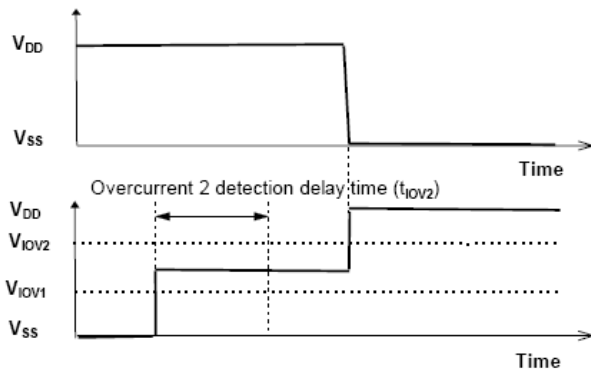 VDD
VSS
Time
Overcurrent 2 detection delay time (tIOV2)
VDD
VIOV2
VIOV1
VSS
Time